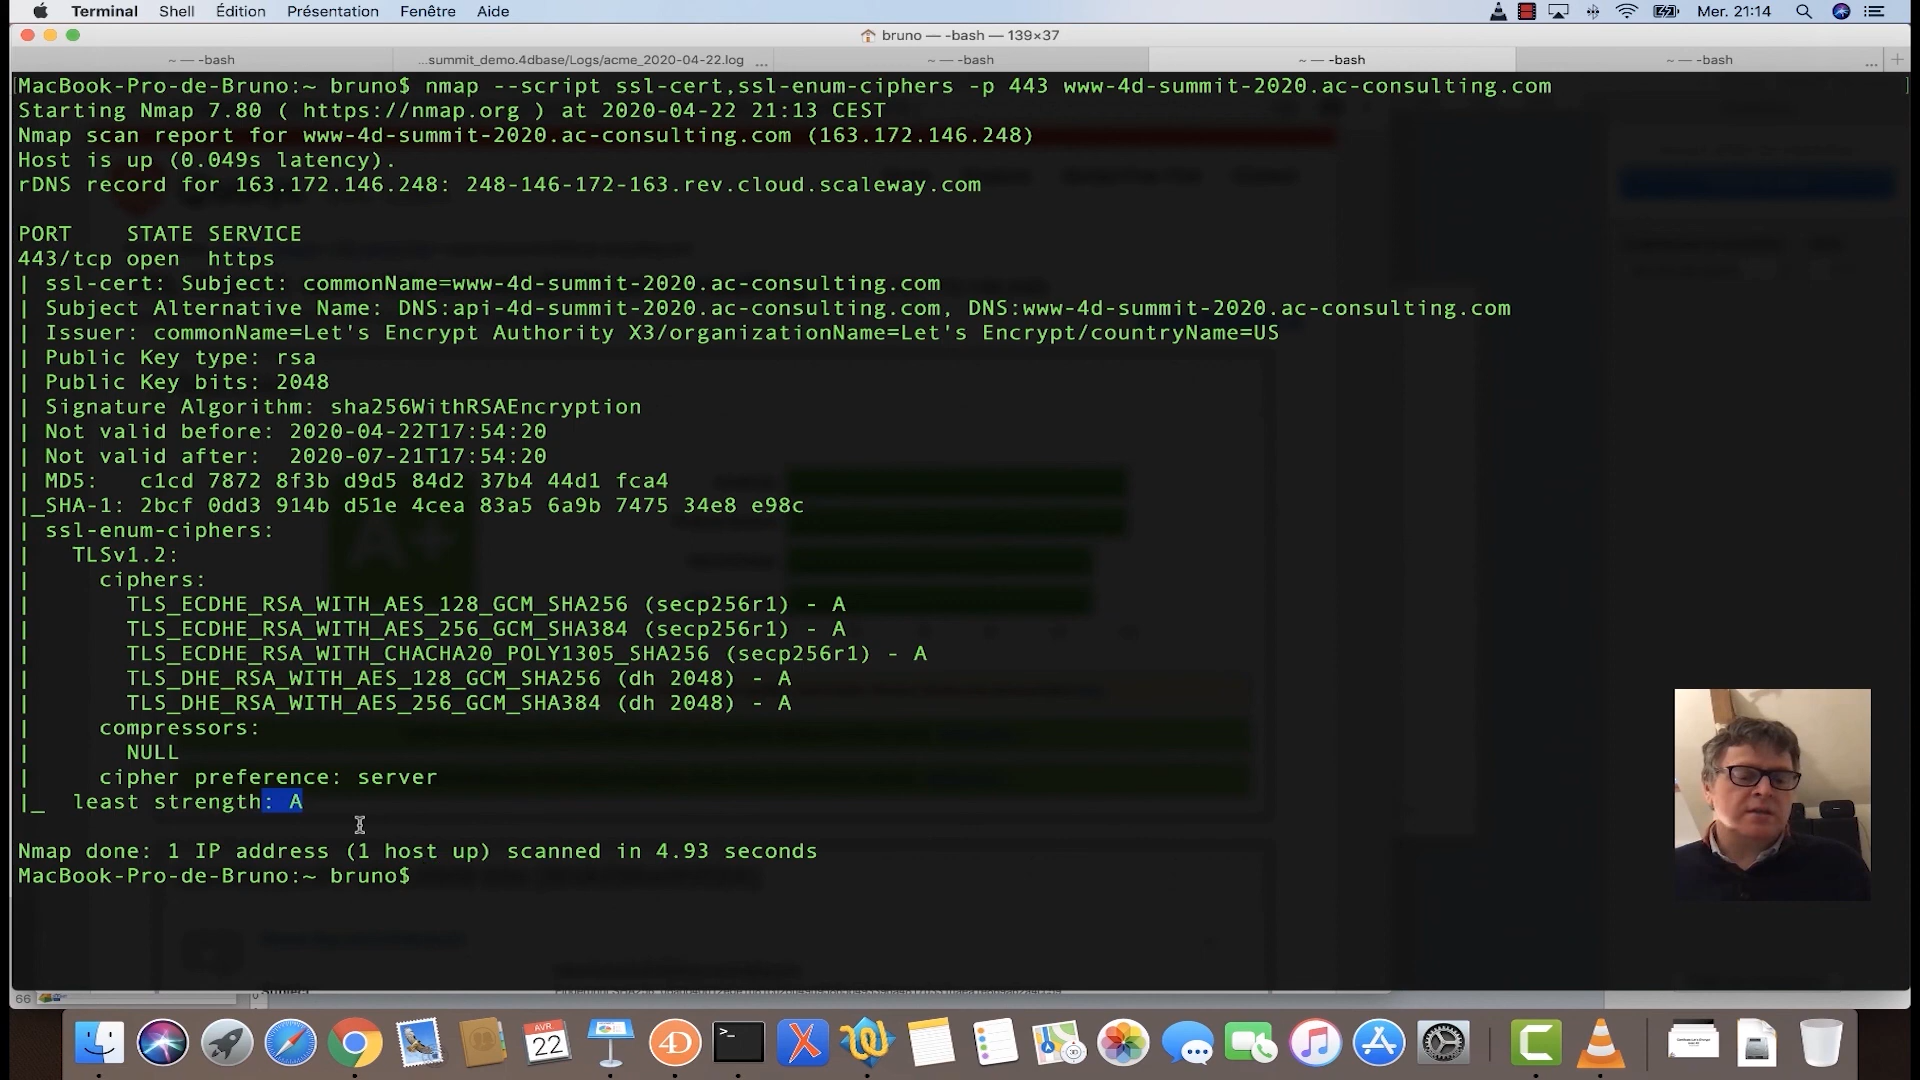 Terminal Shell Édition Présentation Fenêtre Aide Mer. 21:14
bruno — -bash — 139×37
~ — -bash ...summit_demo.4dbase/Logs/acme_2020-04-22.log ... ~ — -bash ~ — -bash ~ — -bash ... +
[MacBook-Pro-de-Bruno:~ bruno$ nmap --script ssl-cert,ssl-enum-ciphers -p 443 www-4d-summit-2020.ac-consulting.com ]
Starting Nmap 7.80 ( https://nmap.org ) at 2020-04-22 21:13 CEST
Nmap scan report for www-4d-summit-2020.ac-consulting.com (163.172.146.248)
Host is up (0.049s latency).
rDNS record for 163.172.146.248: 248-146-172-163.rev.cloud.scaleway.com
PORT    STATE SERVICE
443/tcp open  https
| ssl-cert: Subject: commonName=www-4d-summit-2020.ac-consulting.com
| Subject Alternative Name: DNS:api-4d-summit-2020.ac-consulting.com, DNS:www-4d-summit-2020.ac-consulting.com
| Issuer: commonName=Let's Encrypt Authority X3/organizationName=Let's Encrypt/countryName=US
| Public Key type: rsa
| Public Key bits: 2048
| Signature Algorithm: sha256WithRSAEncryption
| Not valid before: 2020-04-22T17:54:20
| Not valid after:  2020-07-21T17:54:20
| MD5:   c1cd 7872 8f3b d9d5 84d2 37b4 44d1 fca4
|_SHA-1: 2bcf 0dd3 914b d51e 4cea 83a5 6a9b 7475 34e8 e98c
| ssl-enum-ciphers:
|   TLSv1.2:
|     ciphers:
|       TLS_ECDHE_RSA_WITH_AES_128_GCM_SHA256 (secp256r1) - A
|       TLS_ECDHE_RSA_WITH_AES_256_GCM_SHA384 (secp256r1) - A
|       TLS_ECDHE_RSA_WITH_CHACHA20_POLY1305_SHA256 (secp256r1) - A
|       TLS_DHE_RSA_WITH_AES_128_GCM_SHA256 (dh 2048) - A
|       TLS_DHE_RSA_WITH_AES_256_GCM_SHA384 (dh 2048) - A
|     compressors:
|       NULL
|     cipher preference: server
|_  least strength: A
Nmap done: 1 IP address (1 host up) scanned in 4.93 seconds
MacBook-Pro-de-Bruno:~ bruno$
66
AVR.
22